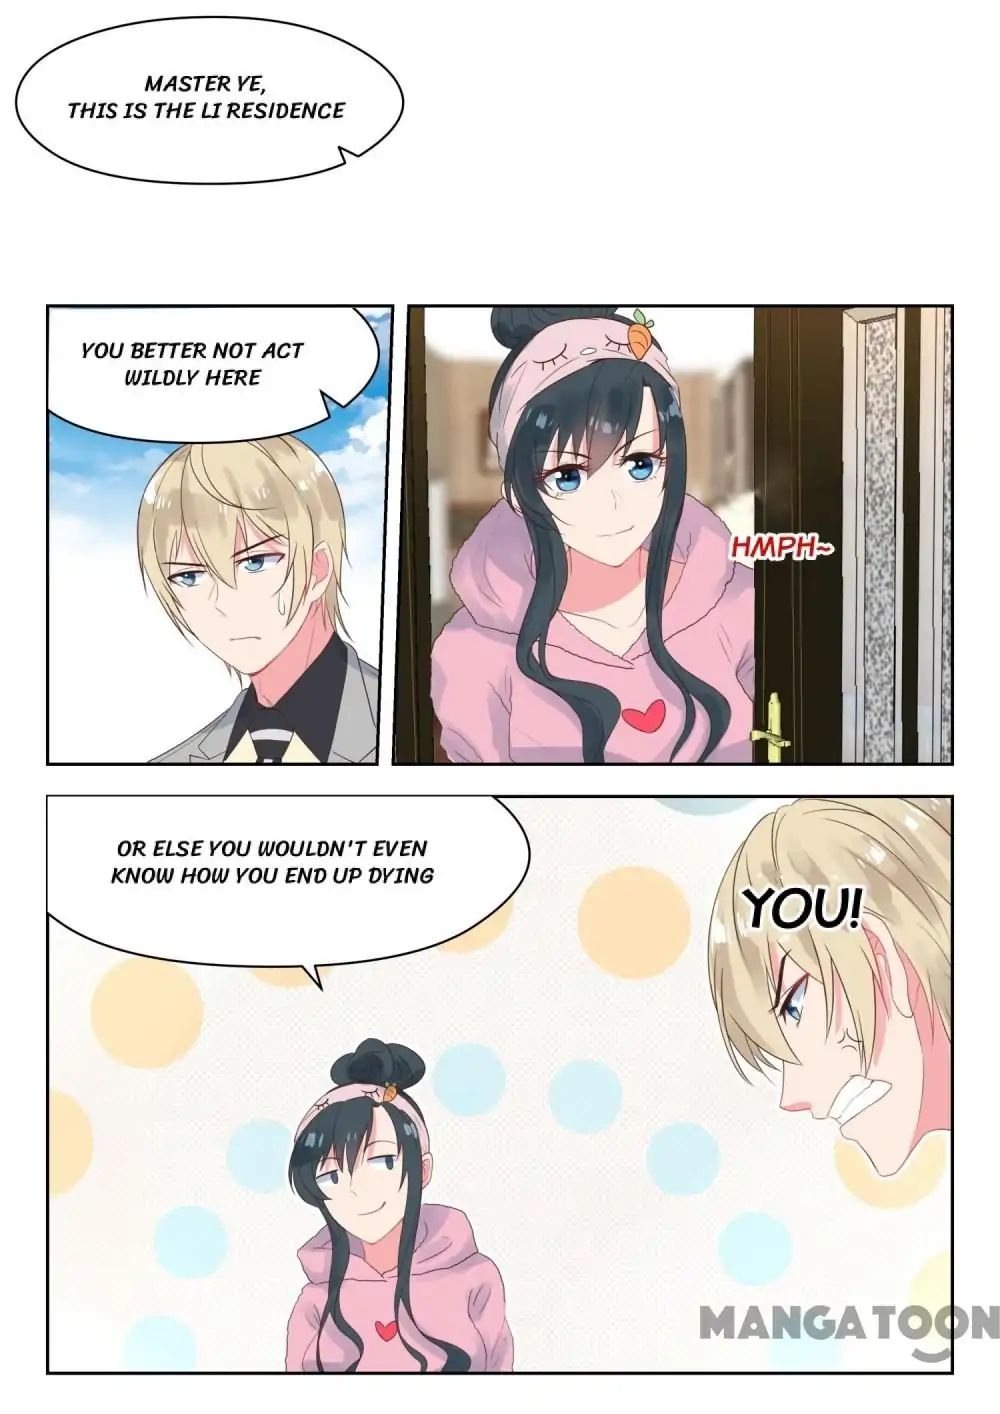 MASTER YE,
THIS IS THE LI RESIDENCE
YOU BETTER NOT ACT
WILDLY HERE
HMPH~
OR ELSE YOU WOULDN'T EVEN
KNOW HOW YOU END UP DYING
YOU!
MANGATOON